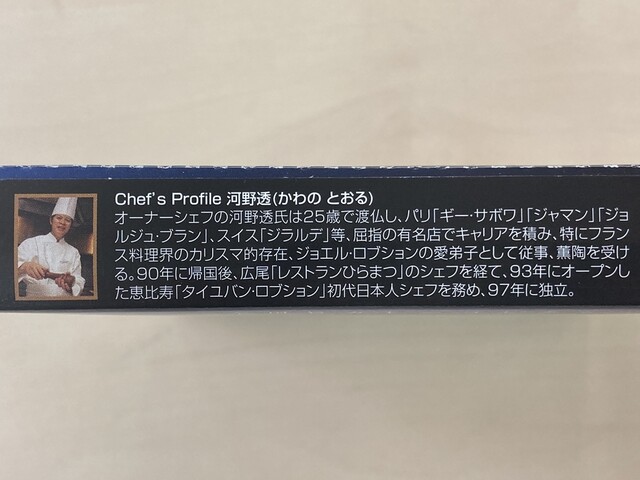 Chef's Profile 河野透(かわの とおる)
オーナーシェフの河野透氏は25歳で渡仏し、パリ「ギー・サボワ」「ジャマン」「ジョ
ルジュ・ブラン」、スイス「ジラルデ」等、屈指の有名店でキャリアを積み、特にフラン
ス料理界のカリスマ的存在、ジョエル・ロブションの愛弟子として従事、薫陶を受け
る。90年に帰国後、広尾「レストランひらまつ」のシェフを経て、93年にオープンし
た恵比寿「タイユバン・ロブション」初代日本人シェフを務め、97年に独立。